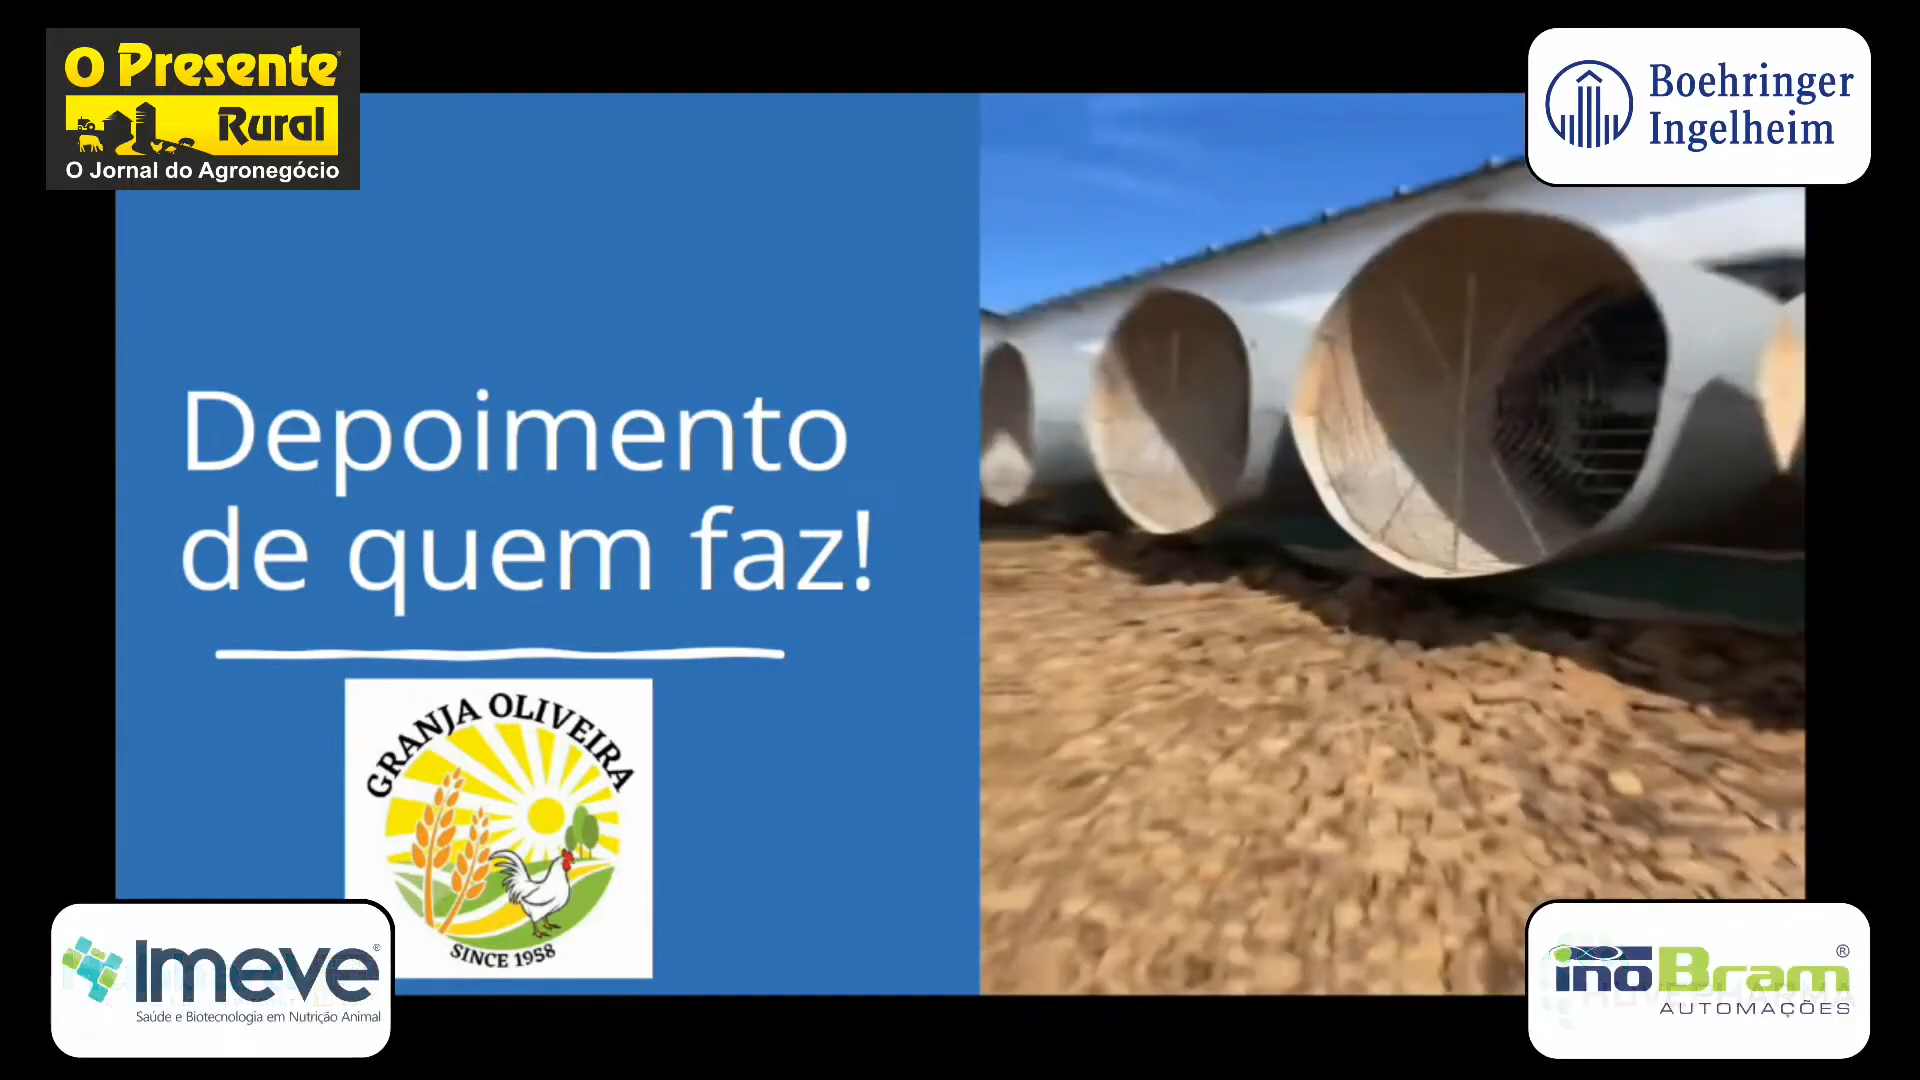 O Presente
Rural
O Jornal do Agronegócio
Boehringer
Ingelheim
Depoimento
de quem faz!
GRANJA OLIVEIRA
SINCE 1958
Imeve®
Saúde e Biotecnologia em Nutrição Animal
inoBram®
HUVEPHARMA
AUTOMAÇÕES